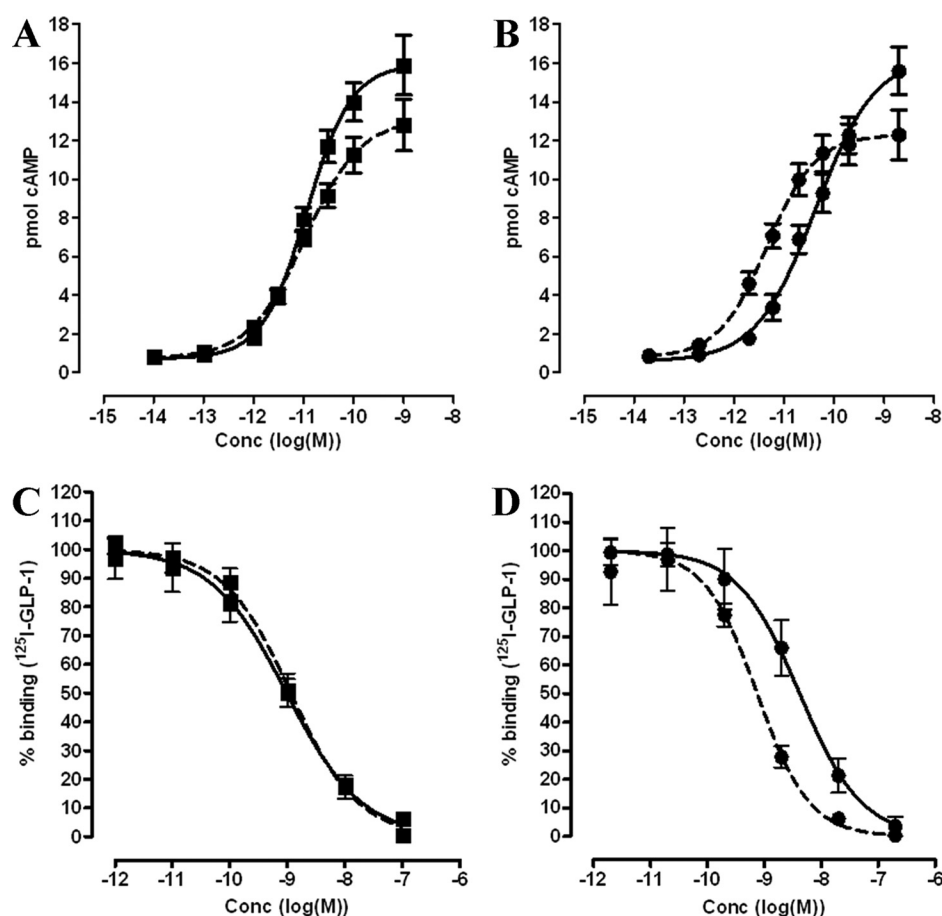 A
18
16
14
12
10
8
6
4
2
0
pmol cAMP
-15 -14 -13 -12 -11 -10 -9 -8
Conc (log(M))
B
18
16
14
12
10
8
6
4
2
0
pmol cAMP
-15 -14 -13 -12 -11 -10 -9 -8
Conc (log(M))
C
120
110
100
90
80
70
60
50
40
30
20
10
0
% binding (¹²⁵I-GLP-1)
-12 -11 -10 -9 -8 -7 -6
Conc (log(M))
D
120
110
100
90
80
70
60
50
40
30
20
10
0
% binding (¹²⁵I-GLP-1)
-12 -11 -10 -9 -8 -7 -6
Conc (log(M))